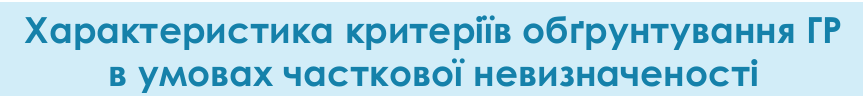 Характеристика критеріїв обґрунтування ГР
в умовах часткової невизначеності